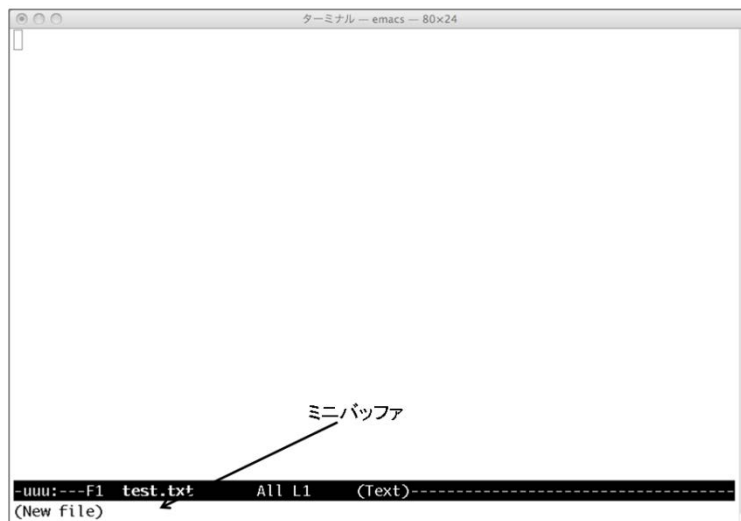 ターミナル — emacs — 80×24
ミニバッファ
-uuu:---F1  test.txt       All L1     (Text)-----------------------------------
(New file)